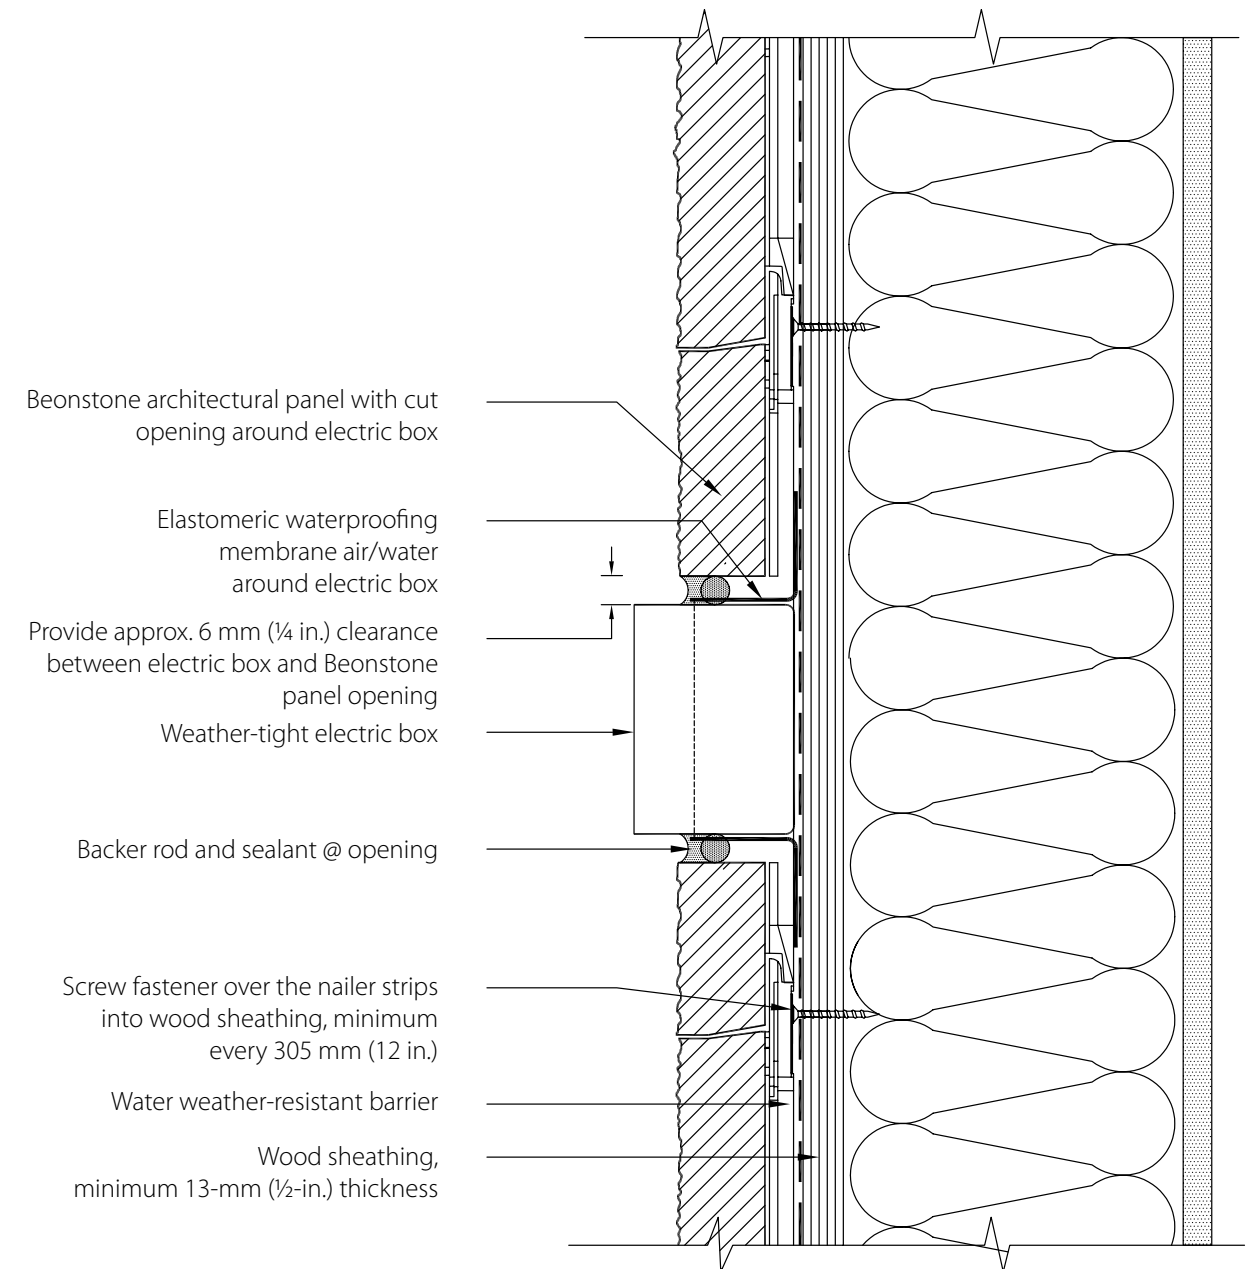 Beonstone architectural panel with cut
opening around electric box
Elastomeric waterproofing
membrane air/water
around electric box
Provide approx. 6 mm (¼ in.) clearance
between electric box and Beonstone
panel opening
Weather-tight electric box
Backer rod and sealant @ opening
Screw fastener over the nailer strips
into wood sheathing, minimum
every 305 mm (12 in.)
Water weather-resistant barrier
Wood sheathing,
minimum 13-mm (½-in.) thickness